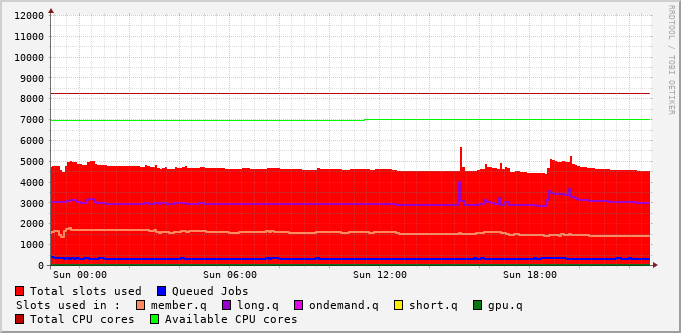 12000
11000
10000
9000
8000
7000
6000
5000
4000
3000
2000
1000
0
Sun 00:00 Sun 06:00 Sun 12:00 Sun 18:00
Total slots used Queued Jobs
Slots used in : member.q long.q ondemand.q short.q gpu.q
Total CPU cores Available CPU cores
RRDTOOL / TOBI OETIKER